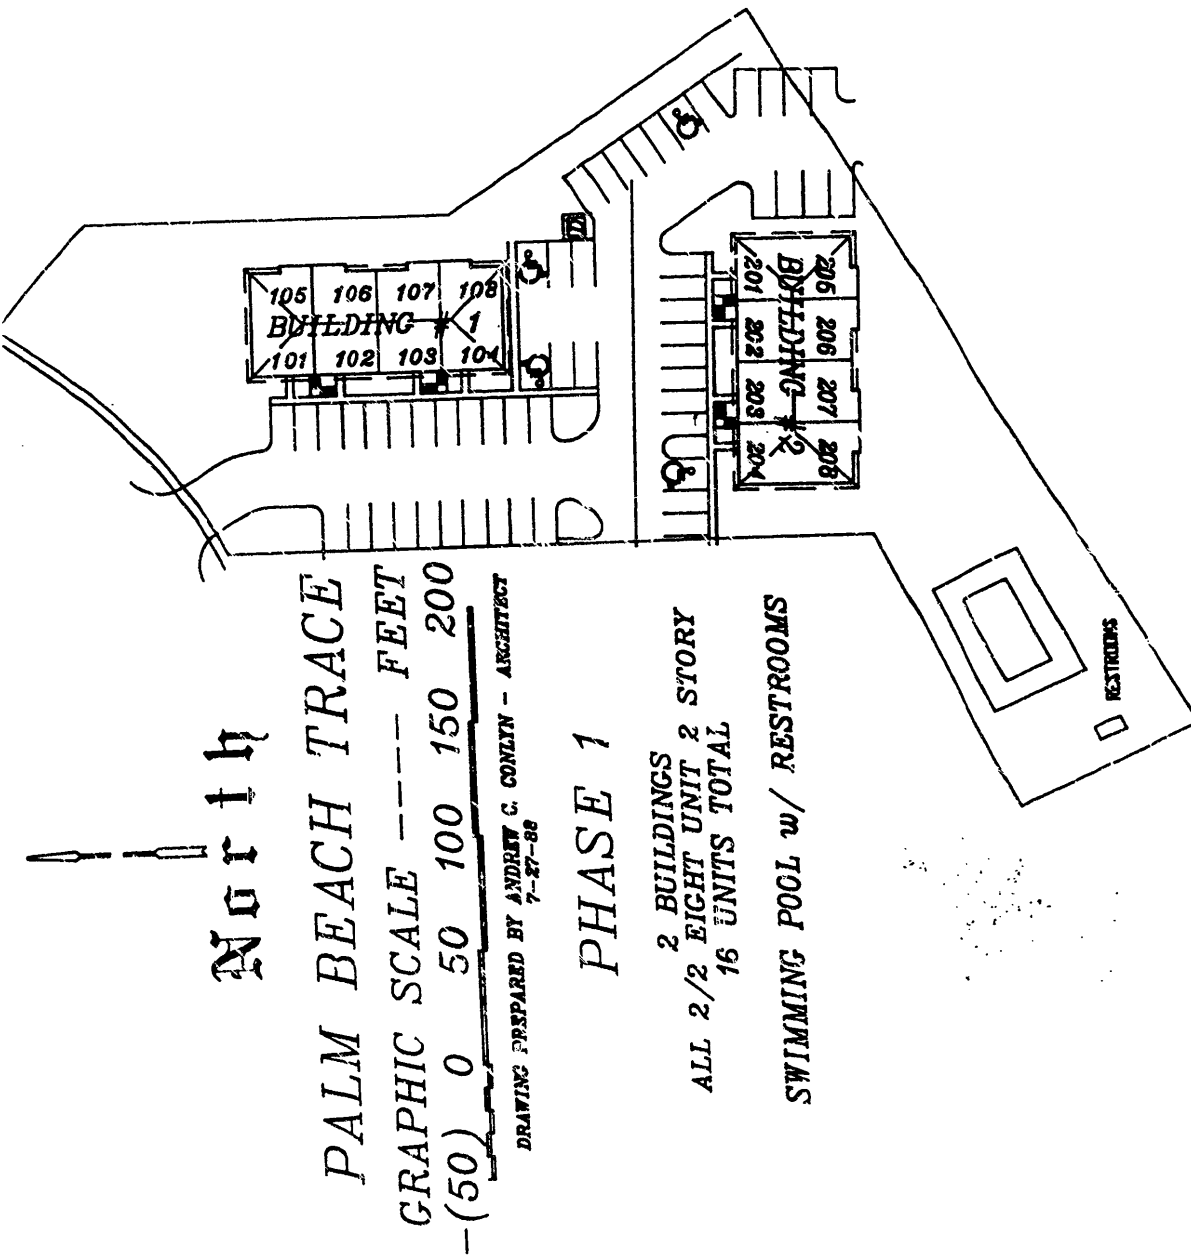 105 106 107 108
BUILDING # 1
101 102 103 104
201 202 203 204
BUILDING # 2
205 206 207 208
North
PALM BEACH TRACE
GRAPHIC SCALE ---- FEET
-(50) 0 50 100 150 200
DRAWING PREPARED BY ANDREW C. CONLYN - ARCHITECT
7-27-88
PHASE 1
2 BUILDINGS
ALL 2/2 EIGHT UNIT 2 STORY
16 UNITS TOTAL
SWIMMING POOL w/ RESTROOMS
RESTROOMS